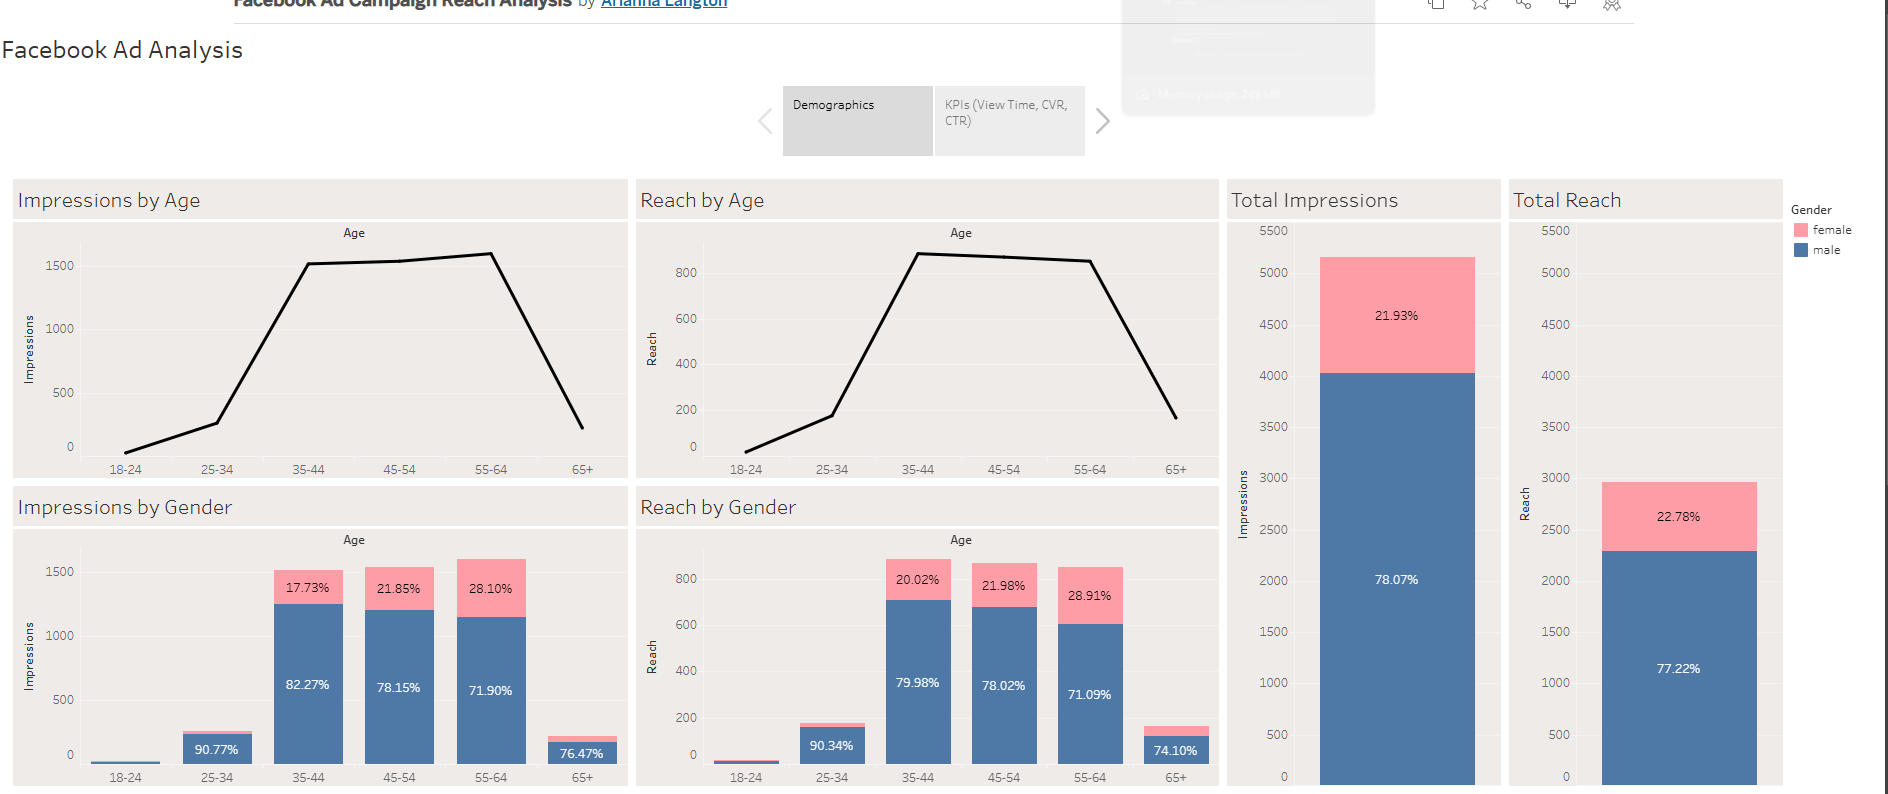 Facebook Ad Campaign Reach Analysis by Arianna Langton
Facebook Ad Analysis
Demographics
KPIs (View Time, CVR,
CTR)
Impressions by Age
Age
Impressions
1500
1000
500
0
18-24 25-34 35-44 45-54 55-64 65+
Reach by Age
Age
Reach
800
600
400
200
0
18-24 25-34 35-44 45-54 55-64 65+
Impressions by Gender
Age
Impressions
1500
1000
500
0
17.73% 21.85% 28.10%
82.27% 78.15% 71.90%
90.77% 76.47%
18-24 25-34 35-44 45-54 55-64 65+
Reach by Gender
Age
Reach
800
600
400
200
0
20.02% 21.98% 28.91%
79.98% 78.02% 71.09%
90.34% 74.10%
18-24 25-34 35-44 45-54 55-64 65+
Total Impressions
Impressions
5500
5000
4500
4000
3500
3000
2500
2000
1500
1000
500
0
21.93%
78.07%
Total Reach
Reach
5500
5000
4500
4000
3500
3000
2500
2000
1500
1000
500
0
22.78%
77.22%
Gender
female
male